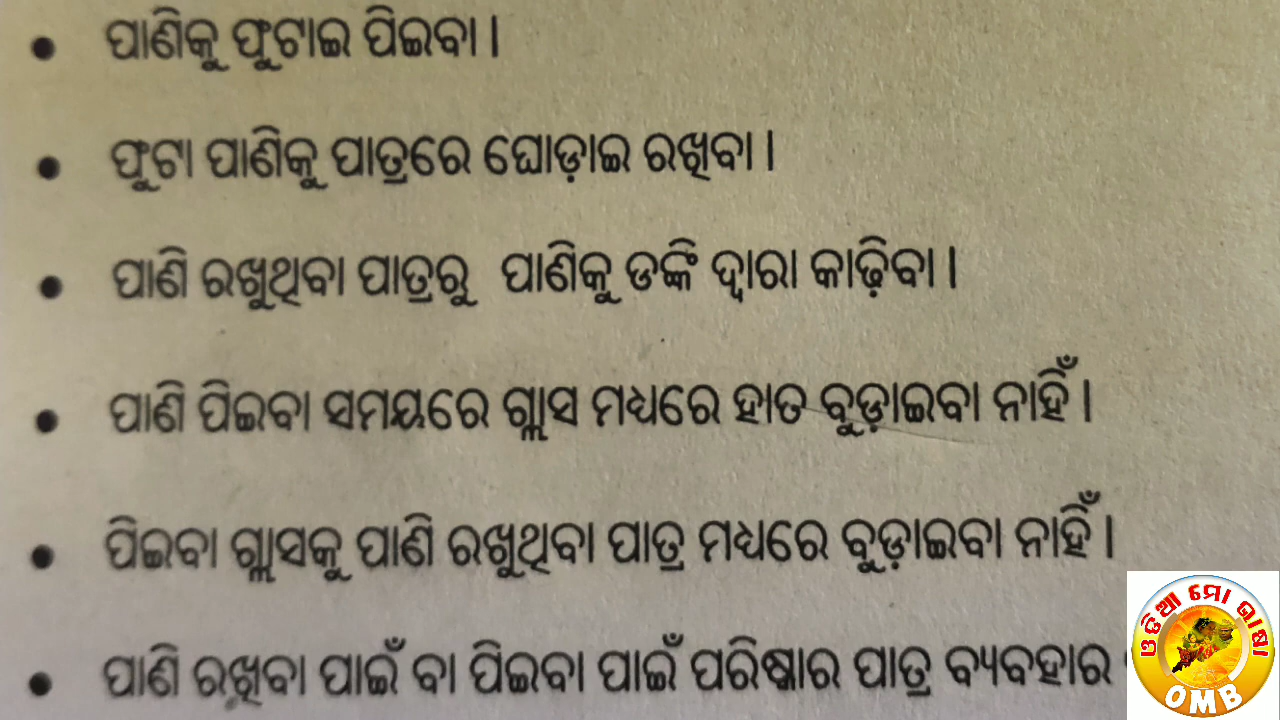 • ପାଣିକୁ ଫୁଟାଇ ପିଇବା ।
• ଫୁଟା ପାଣିକୁ ପାତ୍ରରେ ଘୋଡ଼ାଇ ରଖିବା ।
• ପାଣି ରଖୁଥିବା ପାତ୍ରରୁ ପାଣିକୁ ଡଙ୍କି ଦ୍ୱାରା କାଢ଼ିବା ।
• ପାଣି ପିଇବା ସମୟରେ ଗ୍ଲାସ ମଧ୍ୟରେ ହାତ ବୁଡ଼ାଇବା ନାହିଁ ।
• ପିଇବା ଗ୍ଲାସକୁ ପାଣି ରଖୁଥିବା ପାତ୍ର ମଧ୍ୟରେ ବୁଡ଼ାଇବା ନାହିଁ ।
• ପାଣି ରଖିବା ପାଇଁ ବା ପିଇବା ପାଇଁ ପରିଷ୍କାର ପାତ୍ର ବ୍ୟବହାର
ଓଡିଆ ମୋ ଭାଷା
OMB